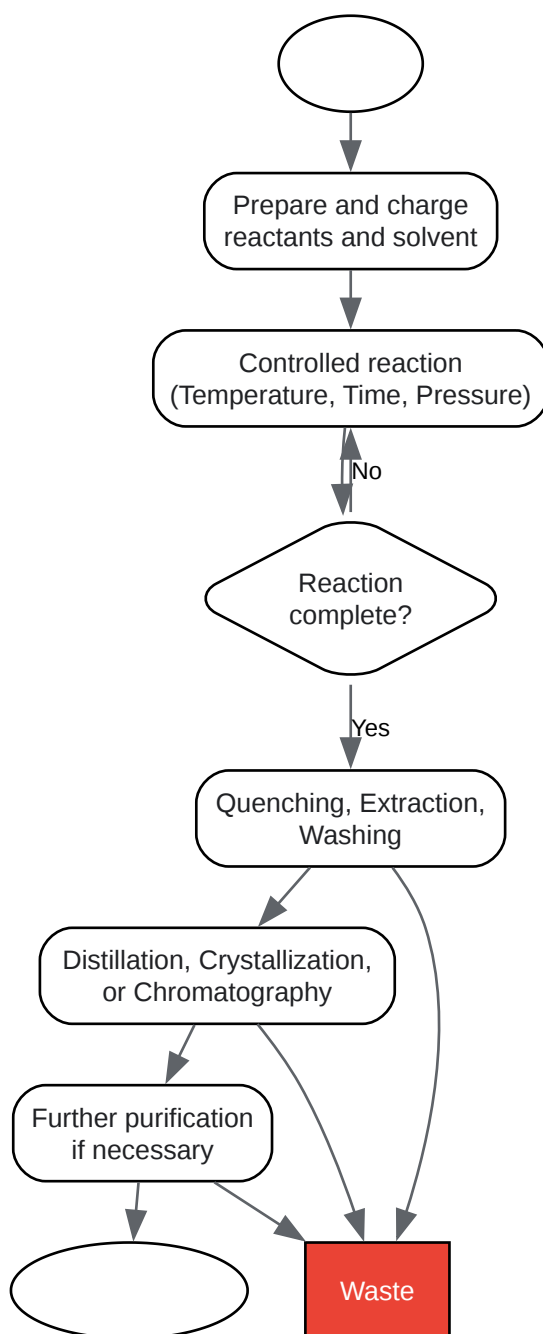 Prepare and charge
reactants and solvent
Controlled reaction
(Temperature, Time, Pressure)
No
Reaction
complete?
Yes
Quenching, Extraction,
Washing
Distillation, Crystallization,
or Chromatography
Further purification
if necessary
Waste